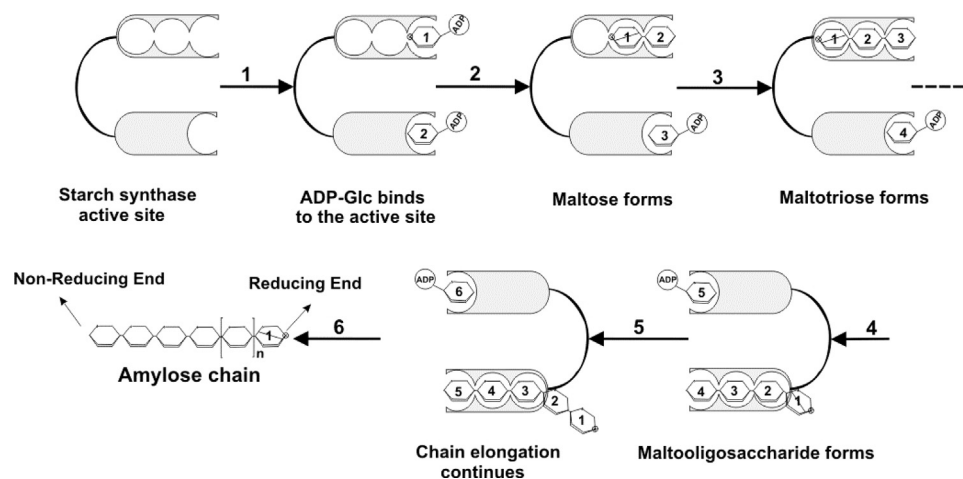 1
ADP
2
ADP
1
2
3
ADP
1
2
3
4
ADP
1
2
3
Starch synthase
active site
ADP-Glc binds
to the active site
Maltose forms
Maltotriose forms
Non-Reducing End
Reducing End
1
n
Amylose chain
6
ADP
6
5
4
3
2
1
Chain elongation
continues
5
ADP
5
4
3
2
1
Maltooligosaccharide forms
4